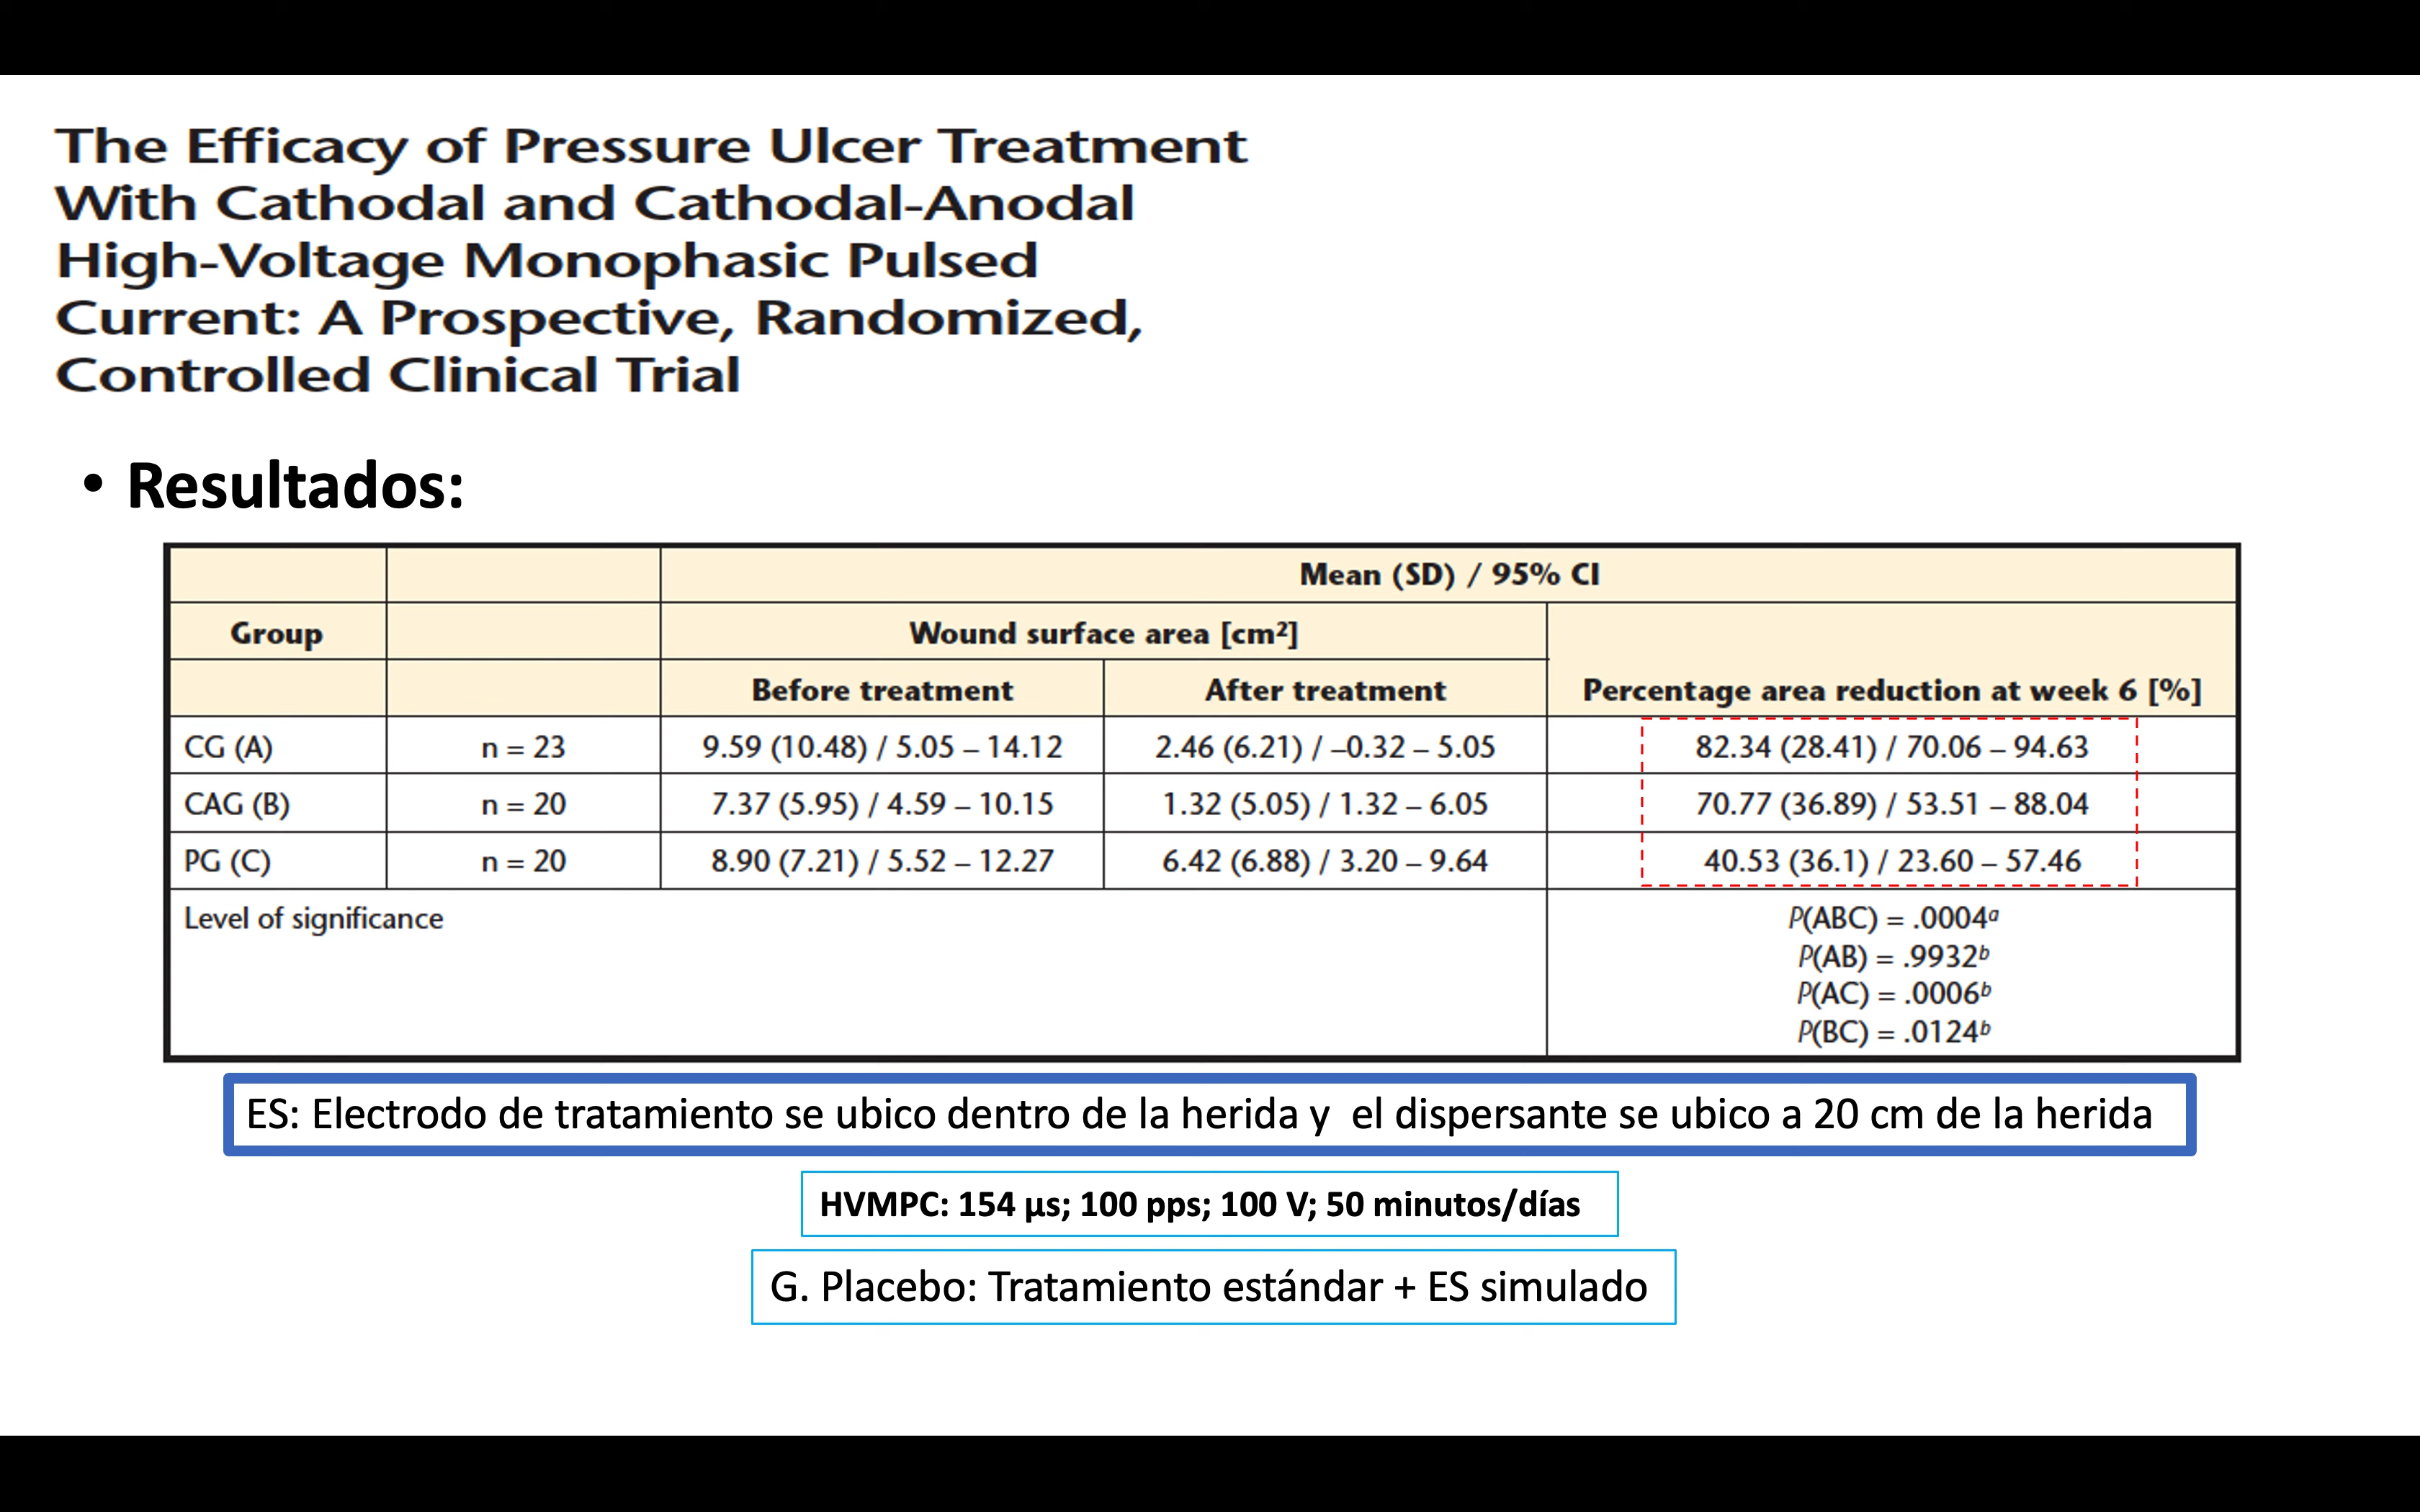 The Efficacy of Pressure Ulcer Treatment
With Cathodal and Cathodal-Anodal
High-Voltage Monophasic Pulsed
Current: A Prospective, Randomized,
Controlled Clinical Trial
• Resultados:
Mean (SD) / 95% CI
Group Wound surface area [cm²]
Before treatment After treatment Percentage area reduction at week 6 [%]
CG (A) n = 23 9.59 (10.48) / 5.05 – 14.12 2.46 (6.21) / –0.32 – 5.05 82.34 (28.41) / 70.06 – 94.63
CAG (B) n = 20 7.37 (5.95) / 4.59 – 10.15 1.32 (5.05) / 1.32 – 6.05 70.77 (36.89) / 53.51 – 88.04
PG (C) n = 20 8.90 (7.21) / 5.52 – 12.27 6.42 (6.88) / 3.20 – 9.64 40.53 (36.1) / 23.60 – 57.46
Level of significance P(ABC) = .0004ᵃ
P(AB) = .9932ᵇ
P(AC) = .0006ᵇ
P(BC) = .0124ᵇ
ES: Electrodo de tratamiento se ubico dentro de la herida y el dispersante se ubico a 20 cm de la herida
HVMPC: 154 µs; 100 pps; 100 V; 50 minutos/días
G. Placebo: Tratamiento estándar + ES simulado